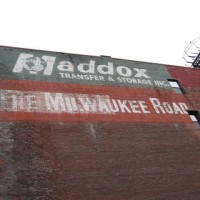 Maddox
TRANSFER & STORAGE INC.
THE MILWAUKEE ROAD